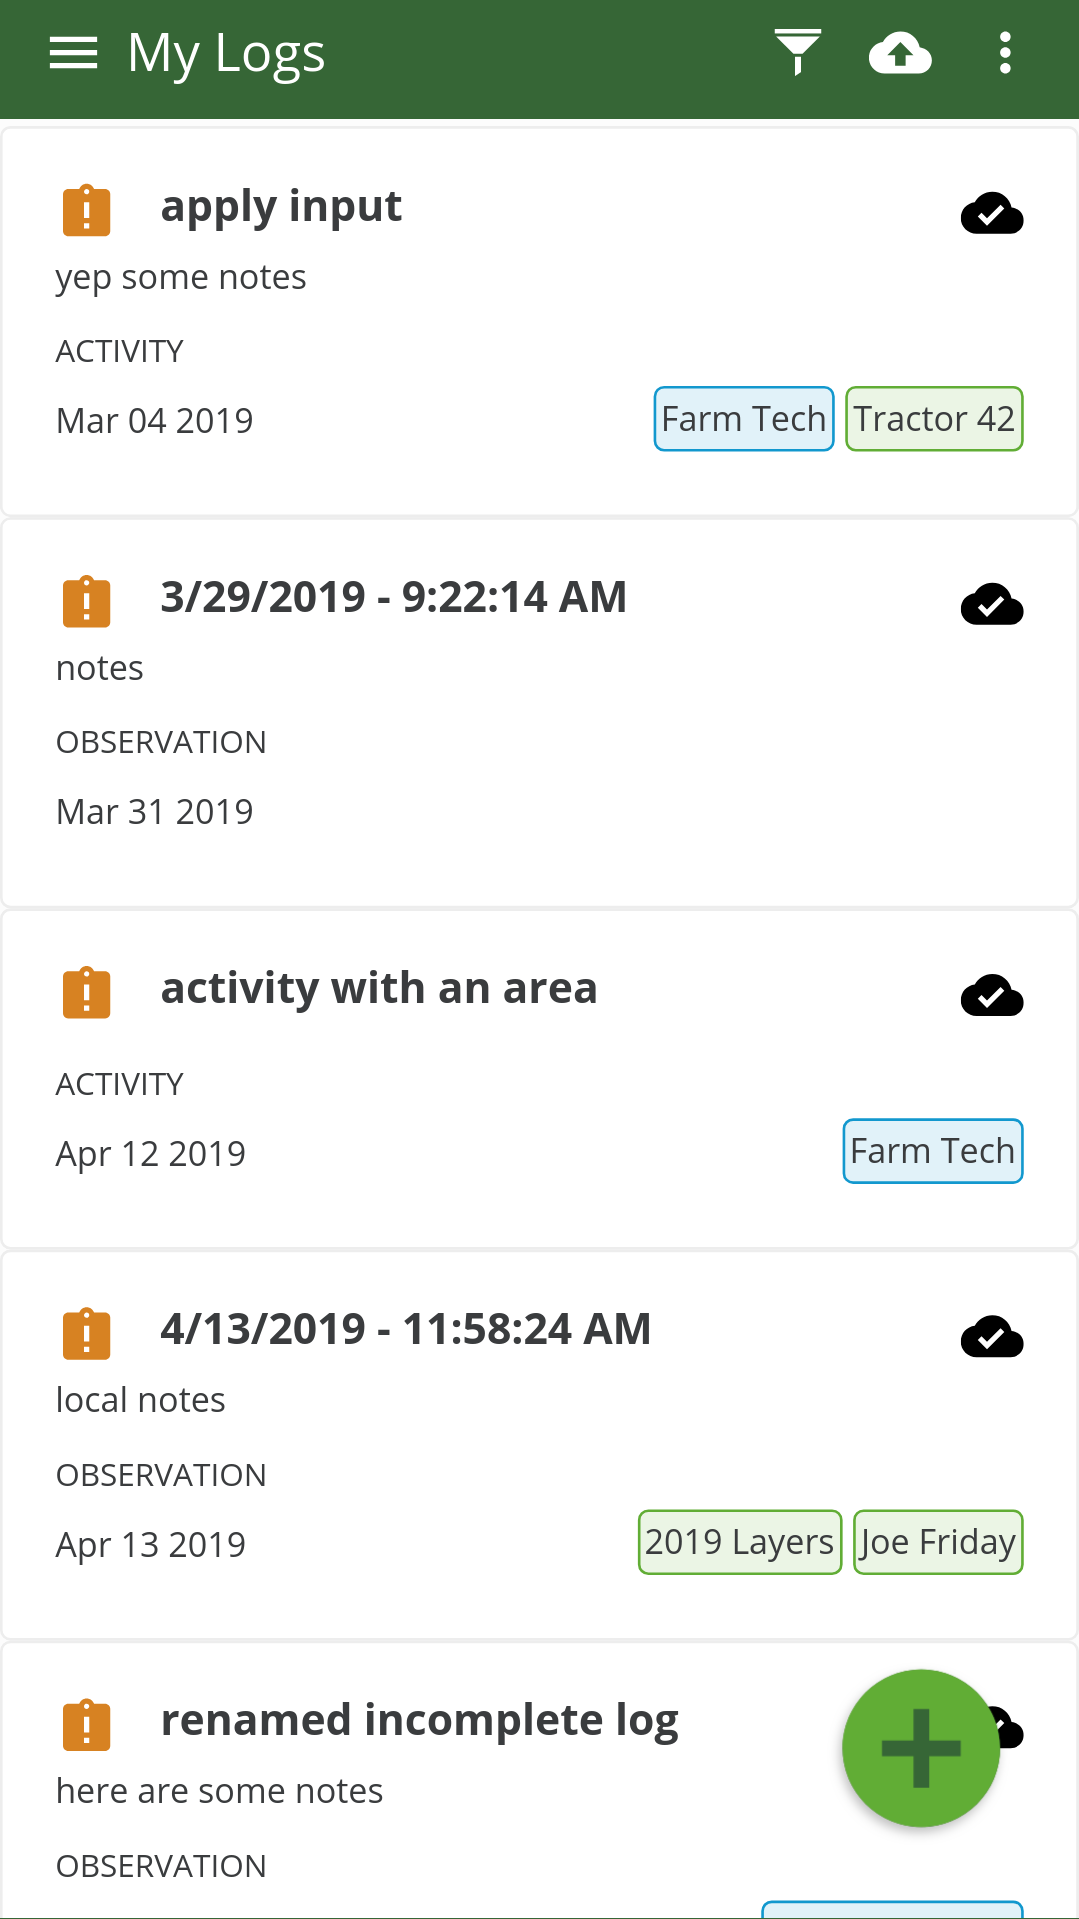 My Logs
apply input
yep some notes
ACTIVITY
Mar 04 2019
Farm Tech
Tractor 42
3/29/2019 - 9:22:14 AM
notes
OBSERVATION
Mar 31 2019
activity with an area
ACTIVITY
Apr 12 2019
Farm Tech
4/13/2019 - 11:58:24 AM
local notes
OBSERVATION
Apr 13 2019
2019 Layers
Joe Friday
renamed incomplete log
here are some notes
OBSERVATION